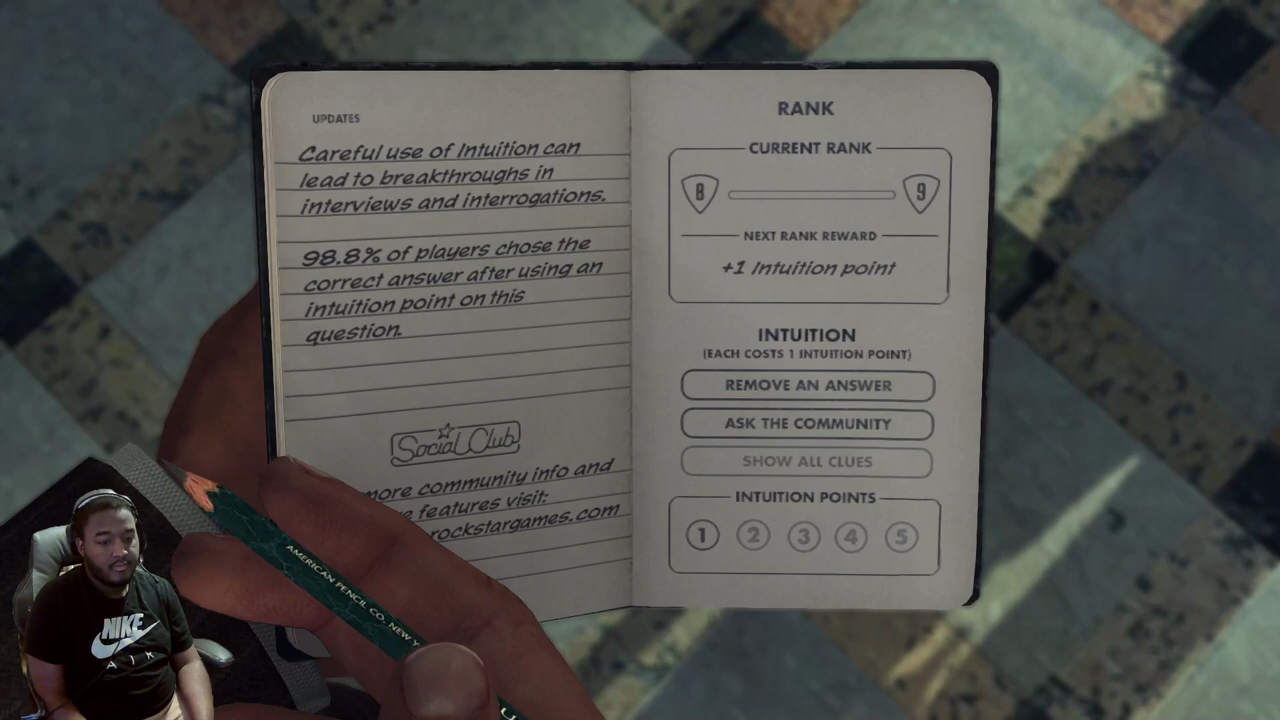 UPDATES
Careful use of Intuition can
lead to breakthroughs in
interviews and interrogations.
98.8% of players chose the
correct answer after using an
intuition point on this
question.
Social Club
more community info and
features visit:
rockstargames.com
RANK
CURRENT RANK
8 9
NEXT RANK REWARD
+1 Intuition point
INTUITION
(EACH COSTS 1 INTUITION POINT)
REMOVE AN ANSWER
ASK THE COMMUNITY
SHOW ALL CLUES
INTUITION POINTS
1 2 3 4 5
AMERICAN PENCIL CO. NEW Y
NIKE
AIR